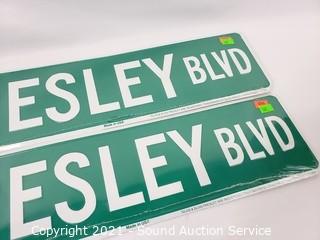 ESLEY BLVD
ESLEY BLVD
Copyright 2021 - Sound Auction Service